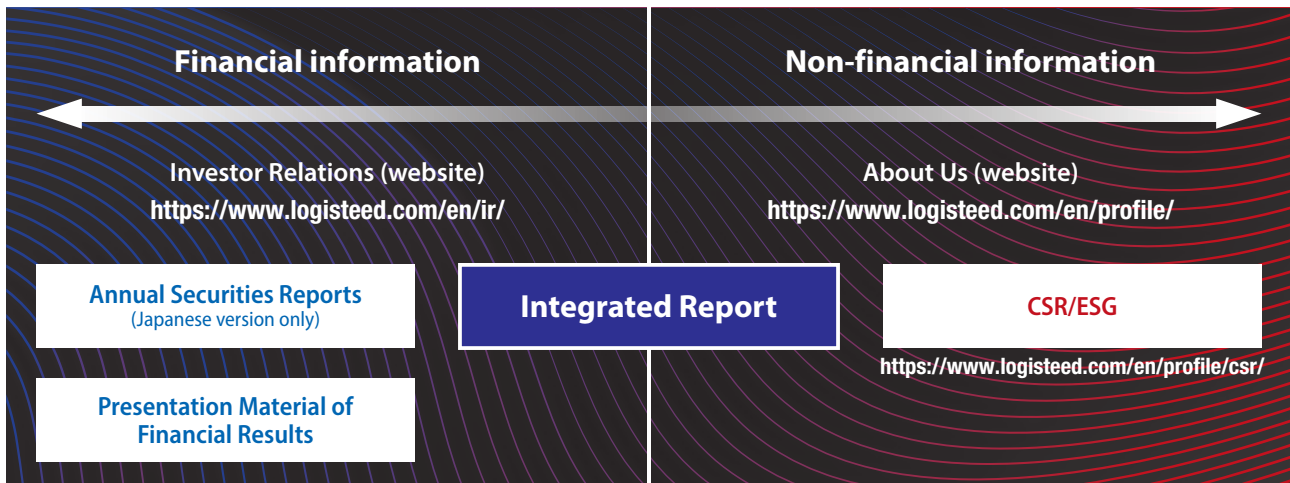 Financial information
Investor Relations (website)
https://www.logisteed.com/en/ir/
Annual Securities Reports
(Japanese version only)
Presentation Material of
Financial Results
Integrated Report
Non-financial information
About Us (website)
https://www.logisteed.com/en/profile/
CSR/ESG
https://www.logisteed.com/en/profile/csr/